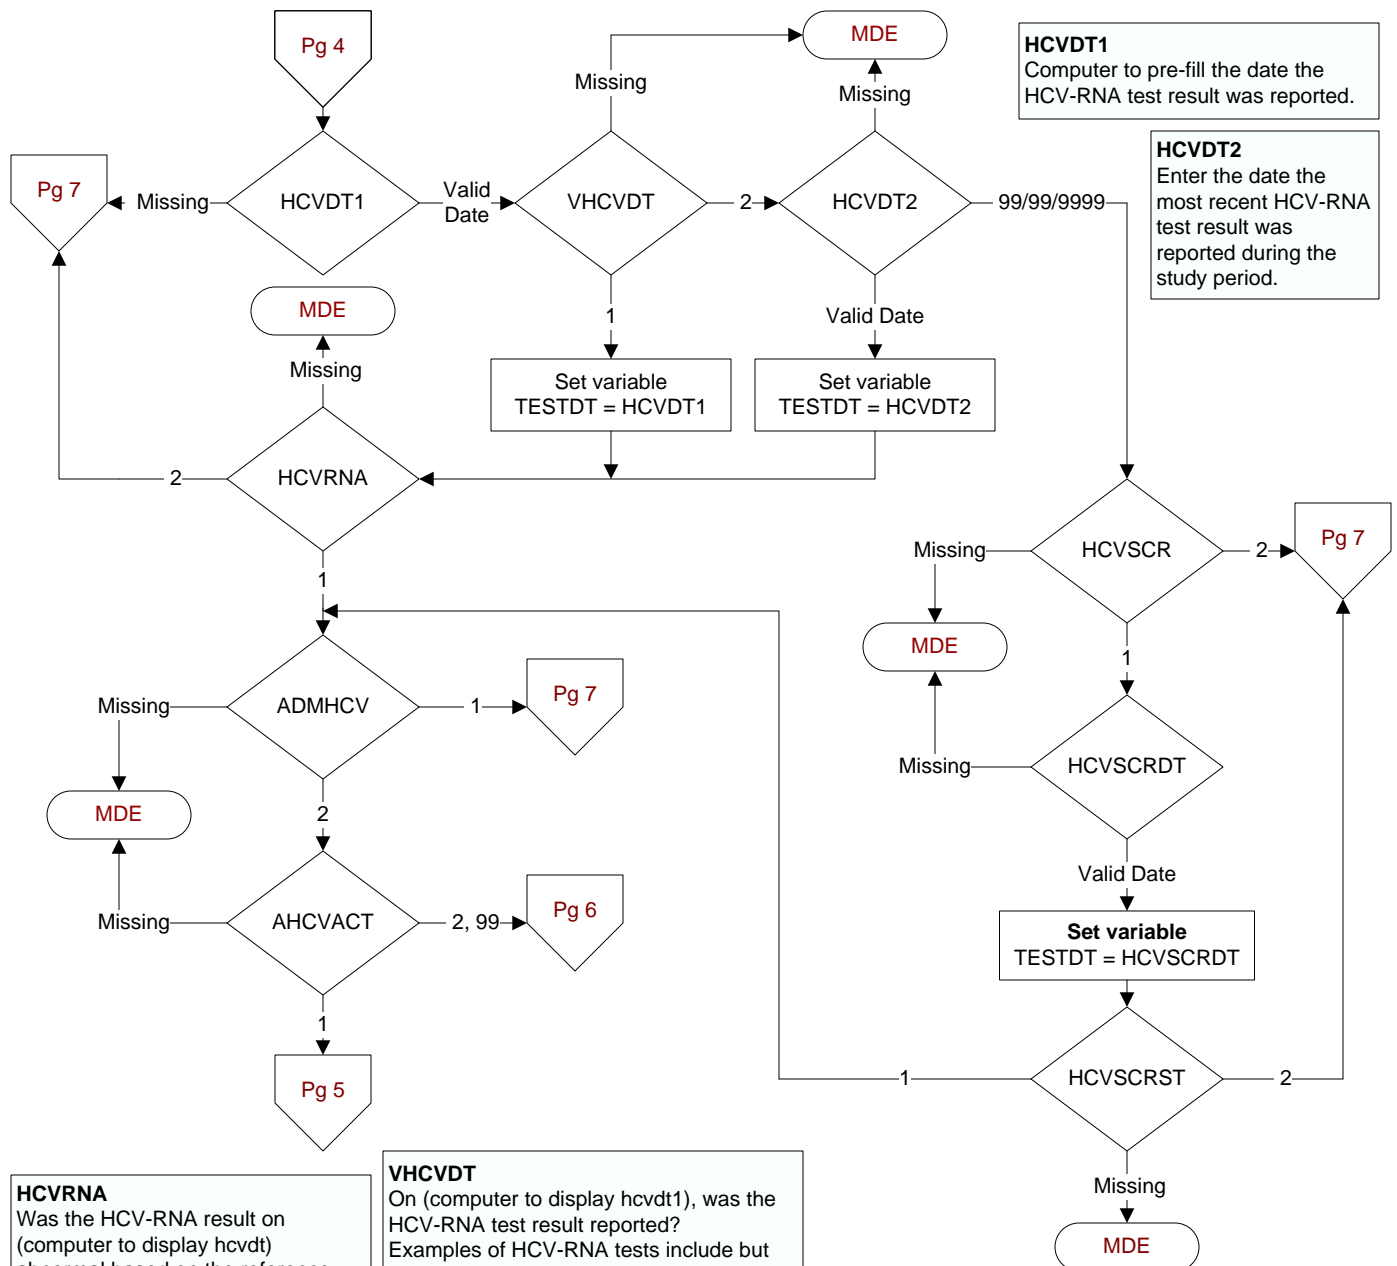 Pg 4
MDE
HCVDT1
Computer to pre-fill the date the
HCV-RNA test result was reported.
Missing
Missing
HCVDT2
Enter the date the
most recent HCV-RNA
test result was
reported during the
study period.
Pg 7
Missing
HCVDT1
Valid
Date
VHCVDT
2
HCVDT2
99/99/9999
MDE
1
Valid Date
Missing
Set variable
TESTDT = HCVDT1
Set variable
TESTDT = HCVDT2
2
HCVRNA
Missing
HCVSCR
2
Pg 7
1
MDE
1
Missing
ADMHCV
1
Pg 7
Missing
HCVSCRDT
MDE
2
Valid Date
Missing
AHCVACT
2, 99
Pg 6
Set variable
TESTDT = HCVSCRDT
1
Pg 5
1
HCVSCRST
2
Missing
MDE
HCVRNA
Was the HCV-RNA result on
(computer to display hcvdt)
abnormal based on the reference
VHCVDT
On (computer to display hcvdt1), was the
HCV-RNA test result reported?
Examples of HCV-RNA tests include but